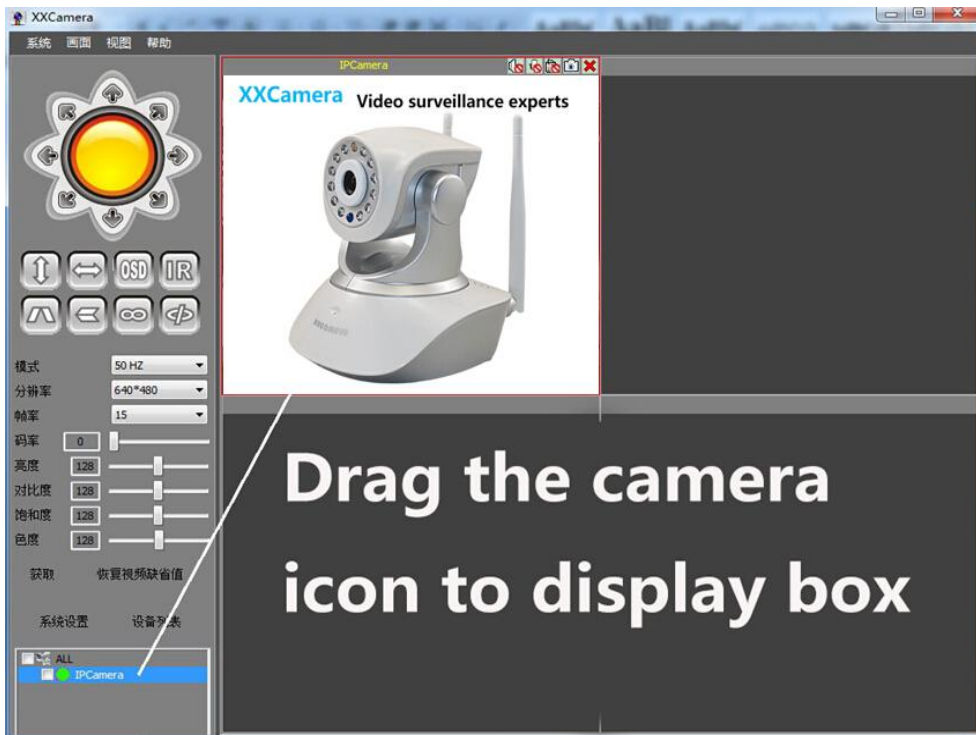 XXCamera
系统 画面 视图 帮助
IPCamera
XXCamera Video surveillance experts
OSD IR
模式 50 HZ
分辨率 640*480
帧率 15
码率 0
亮度 128
对比度 128
饱和度 128
色度 128
获取 恢复视频缺省值
系统设置 设备列表
ALL
IPCamera
Drag the camera
icon to display box